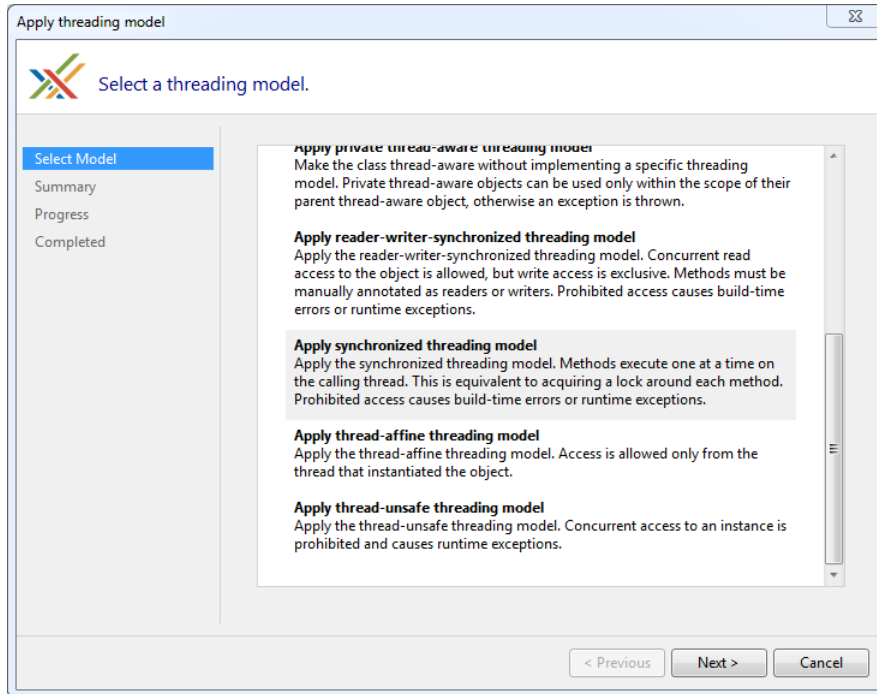 Apply threading model
Select a threading model.
Select Model
Summary
Progress
Completed
Apply private thread-aware threading model
Make the class thread-aware without implementing a specific threading
model. Private thread-aware objects can be used only within the scope of their
parent thread-aware object, otherwise an exception is thrown.
Apply reader-writer-synchronized threading model
Apply the reader-writer-synchronized threading model. Concurrent read
access to the object is allowed, but write access is exclusive. Methods must be
manually annotated as readers or writers. Prohibited access causes build-time
errors or runtime exceptions.
Apply synchronized threading model
Apply the synchronized threading model. Methods execute one at a time on
the calling thread. This is equivalent to acquiring a lock around each method.
Prohibited access causes build-time errors or runtime exceptions.
Apply thread-affine threading model
Apply the thread-affine threading model. Access is allowed only from the
thread that instantiated the object.
Apply thread-unsafe threading model
Apply the thread-unsafe threading model. Concurrent access to an instance is
prohibited and causes runtime exceptions.
< Previous
Next >
Cancel